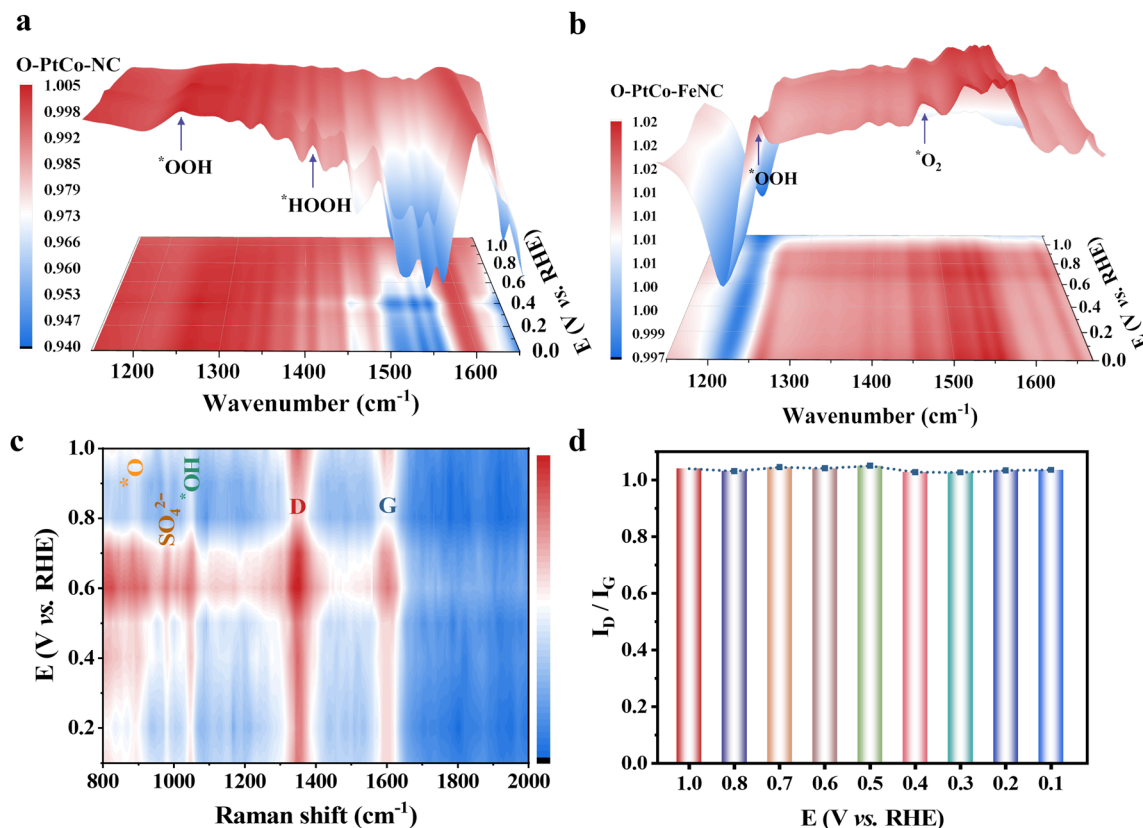 a
O-PtCo-NC
1.005
0.998
0.992
0.985
0.979
0.973
0.966
0.960
0.953
0.947
0.940
*OOH
*HOOH
1.0
0.8
0.6
0.4
0.2
0.0
E (V vs. RHE)
1200 1300 1400 1500 1600
Wavenumber (cm⁻¹)
b
O-PtCo-FeNC
1.02
1.02
1.02
1.01
1.01
1.01
1.01
1.00
1.00
0.999
0.997
*OOH
*O₂
1.0
0.8
0.6
0.4
0.2
0.0
E (V vs. RHE)
1200 1300 1400 1500 1600
Wavenumber (cm⁻¹)
c
1.0
0.8
0.6
0.4
0.2
E (V vs. RHE)
*O
SO₄²⁻
*OH
D
G
800 1000 1200 1400 1600 1800 2000
Raman shift (cm⁻¹)
d
1.0
0.8
0.6
0.4
0.2
0.0
I_D / I_G
1.0 0.8 0.7 0.6 0.5 0.4 0.3 0.2 0.1
E (V vs. RHE)